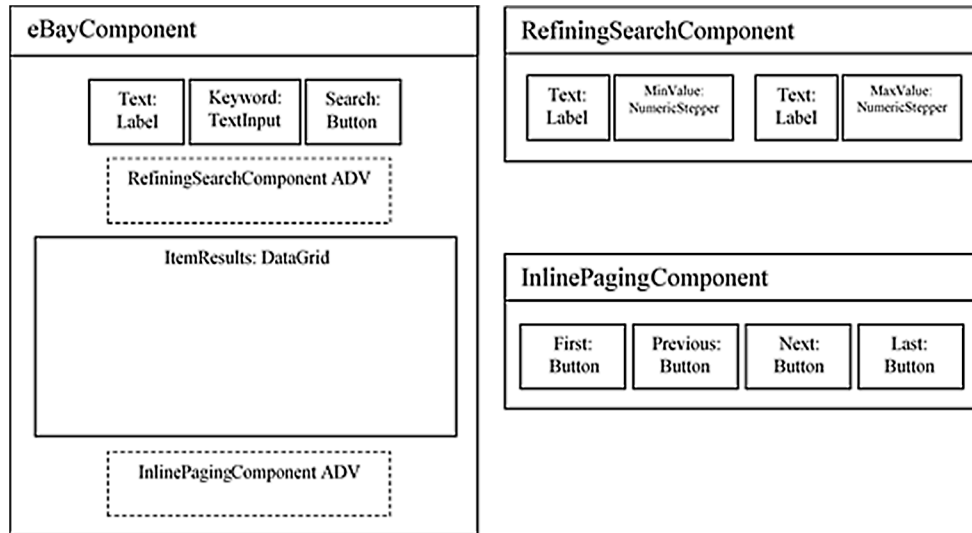 eBayComponent
Text:
Label
Keyword:
TextInput
Search:
Button
RefiningSearchComponent ADV
ItemResults: DataGrid
InlinePagingComponent ADV
RefiningSearchComponent
Text:
Label
MinValue:
NumericStepper
Text:
Label
MaxValue:
NumericStepper
InlinePagingComponent
First:
Button
Previous:
Button
Next:
Button
Last:
Button